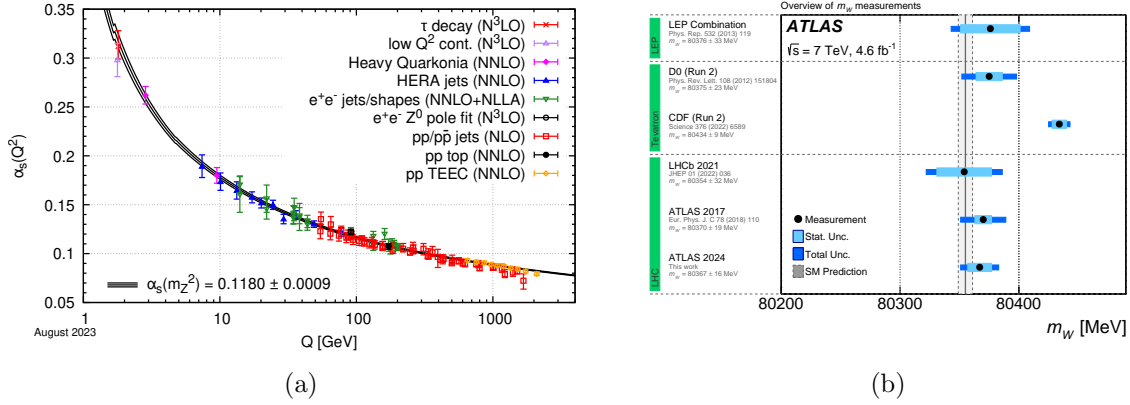 0.35
0.3
0.25
0.2
0.15
0.1
0.05
αs(Q²)
τ decay (N³LO)
low Q² cont. (N³LO)
Heavy Quarkonia (NNLO)
HERA jets (NNLO)
e⁺e⁻ jets/shapes (NNLO+NLLA)
e⁺e⁻ Z⁰ pole fit (N³LO)
pp/pp̅ jets (NLO)
pp top (NNLO)
pp TEEC (NNLO)
αs(mZ²) = 0.1180 ± 0.0009
1 10 100 1000
August 2023
Q [GeV]
(a)
Overview of mW measurements
ATLAS
√s = 7 TeV, 4.6 fb⁻¹
LEP
LEP Combination
Phys. Rep. 532 (2013) 119
mW = 80376 ± 33 MeV
Tevatron
D0 (Run 2)
Phys. Rev. Lett. 108 (2012) 151804
mW = 80375 ± 23 MeV
CDF (Run 2)
Science 376 (2022) 6589
mW = 80434 ± 9 MeV
LHC
LHCb 2021
JHEP 01 (2022) 036
mW = 80354 ± 32 MeV
ATLAS 2017
Eur. Phys. J. C 78 (2018) 110
mW = 80370 ± 19 MeV
ATLAS 2024
This work
mW = 80367 ± 16 MeV
Measurement
Stat. Unc.
Total Unc.
SM Prediction
80200 80300 80400
mW [MeV]
(b)